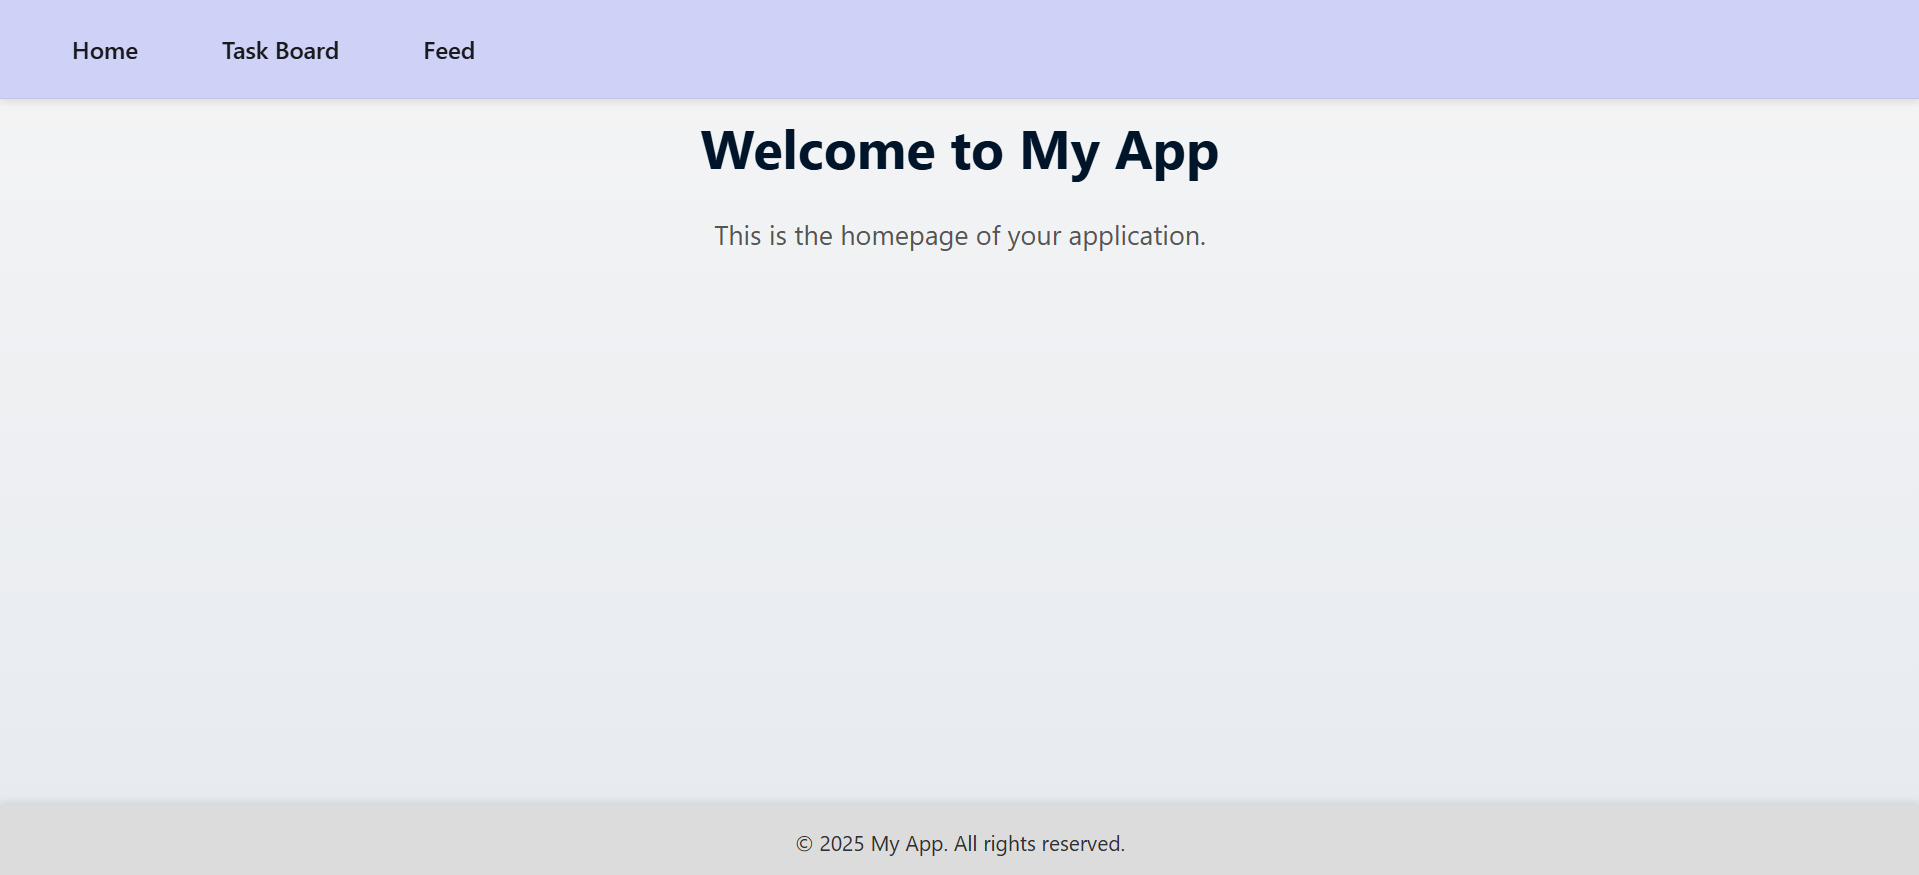 Home Task Board Feed
Welcome to My App
This is the homepage of your application.
© 2025 My App. All rights reserved.